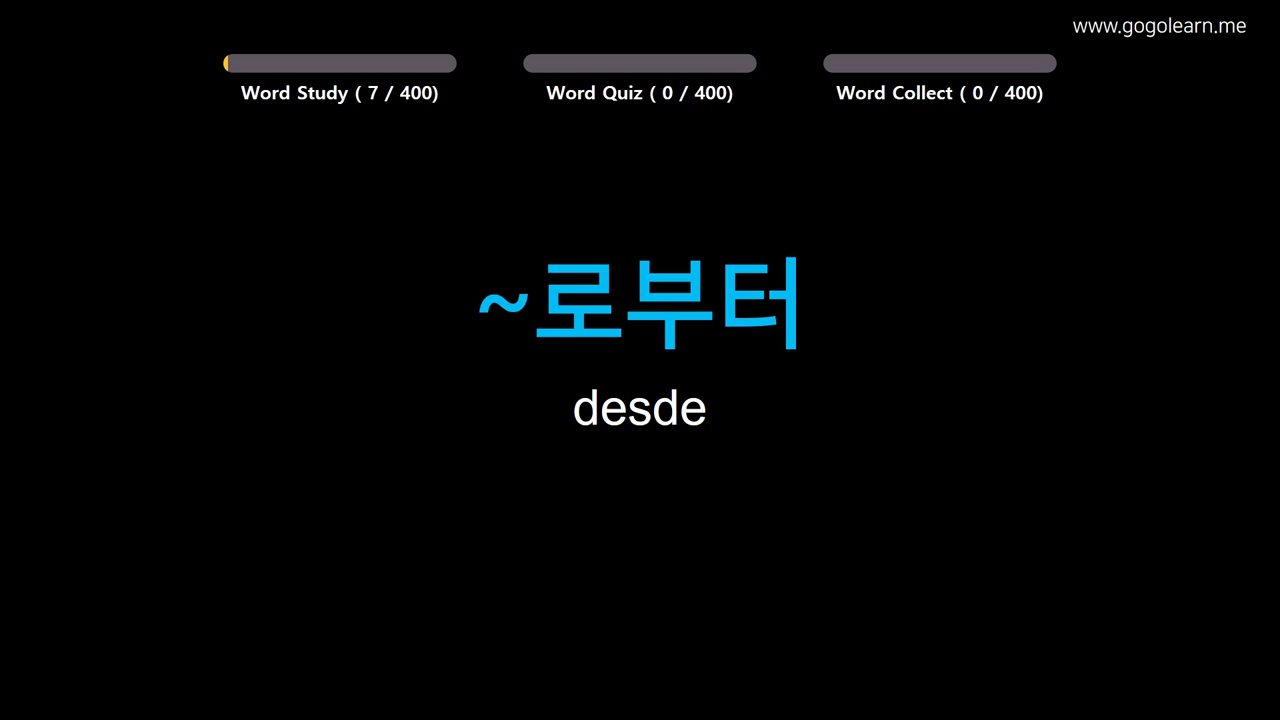 www.gogolearn.me
Word Study ( 7 / 400)
Word Quiz ( 0 / 400)
Word Collect ( 0 / 400)
~로부터
desde